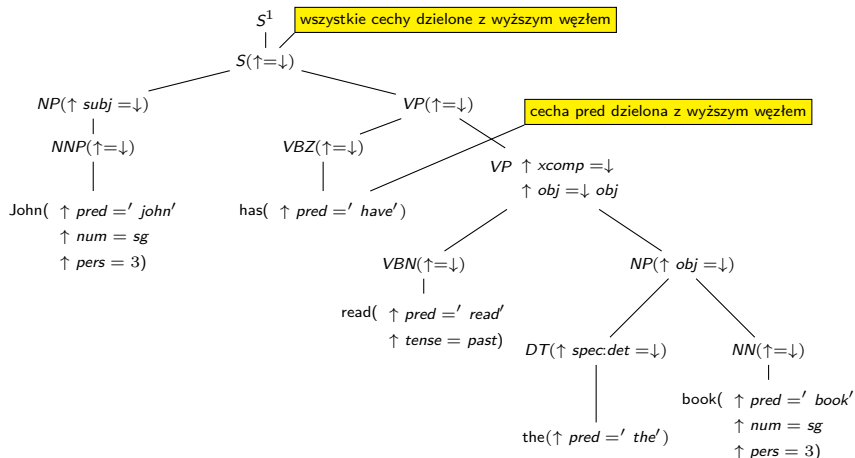 S¹
wszystkie cechy dzielone z wyższym węzłem
S(↑=↓)
NP(↑ subj =↓)
VP(↑=↓)
cecha pred dzielona z wyższym węzłem
NNP(↑=↓)
VBZ(↑=↓)
VP ↑ xcomp =↓
↑ obj =↓ obj
John( ↑ pred =′ john′
↑ num = sg
↑ pers = 3)
has( ↑ pred =′ have′)
VBN(↑=↓)
NP(↑ obj =↓)
read( ↑ pred =′ read′
↑ tense = past)
DT(↑ spec:det =↓)
NN(↑=↓)
the(↑ pred =′ the′)
book( ↑ pred =′ book′
↑ num = sg
↑ pers = 3)